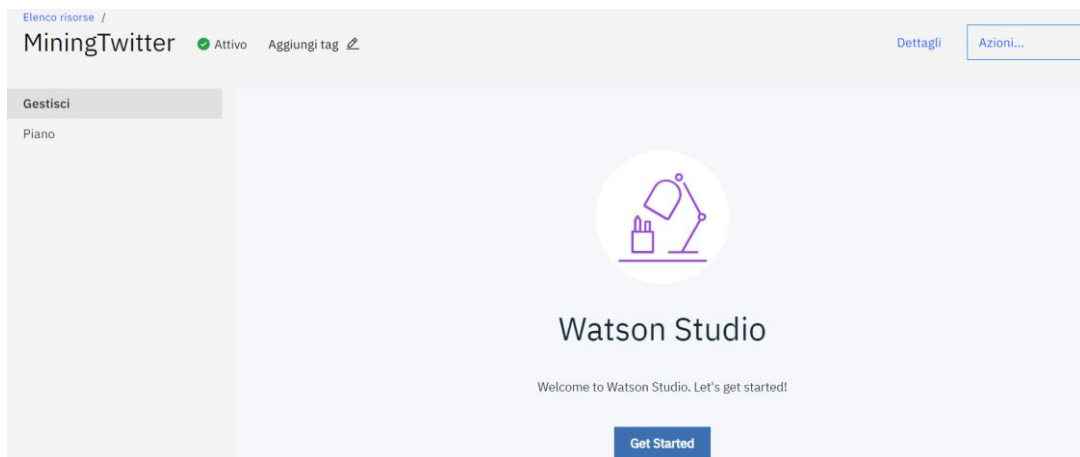 Elenco risorse /
MiningTwitter Attivo Aggiungi tag
Dettagli Azioni...
Gestisci
Piano
Watson Studio
Welcome to Watson Studio. Let's get started!
Get Started